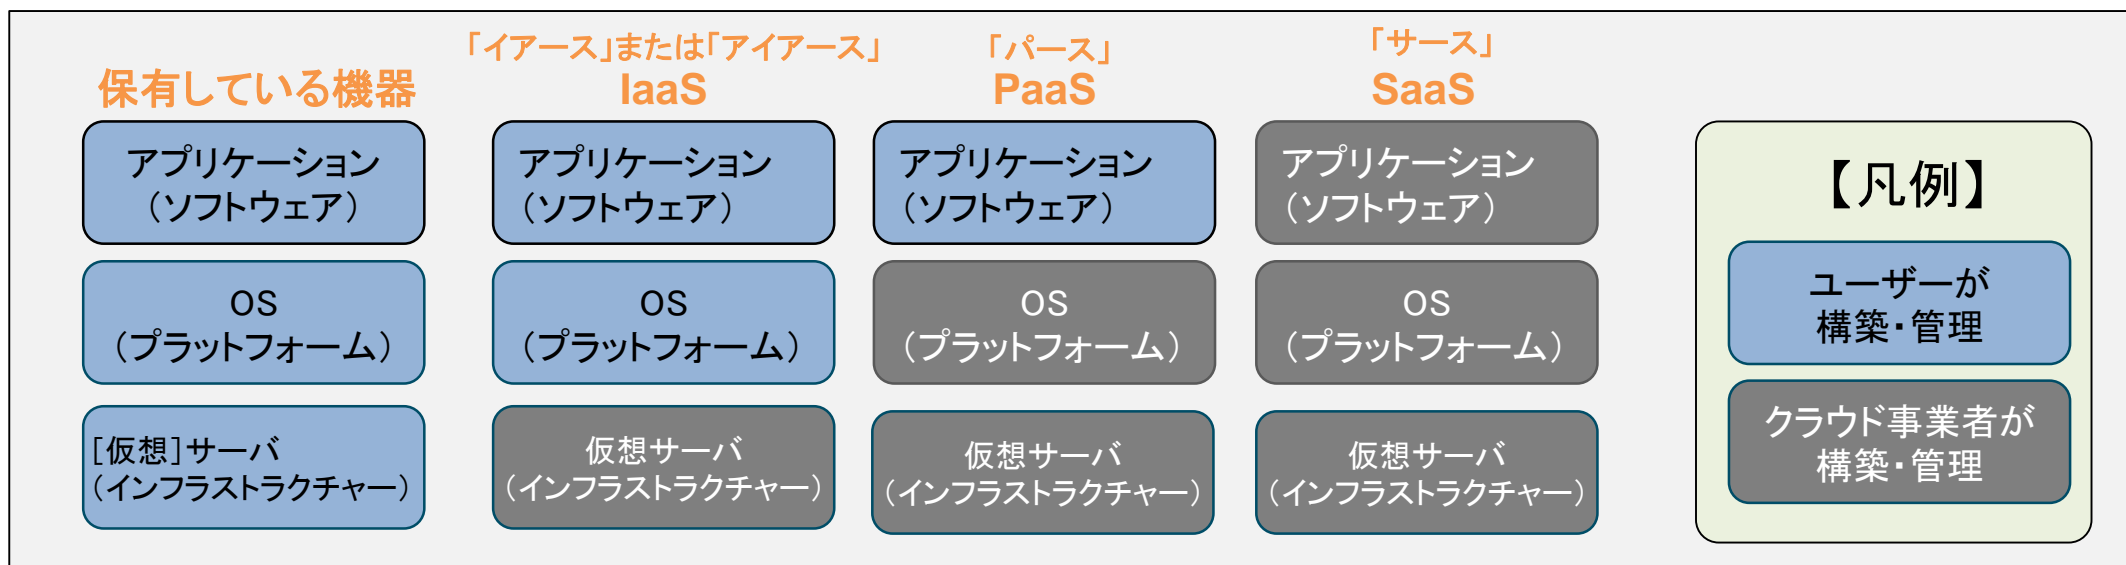 「イアース」または「アイアース」
「パース」
「サース」
保有している機器
IaaS
PaaS
SaaS
アプリケーション
（ソフトウェア）
OS
（プラットフォーム）
［仮想］サーバ
（インフラストラクチャー）
アプリケーション
（ソフトウェア）
OS
（プラットフォーム）
仮想サーバ
（インフラストラクチャー）
アプリケーション
（ソフトウェア）
OS
（プラットフォーム）
仮想サーバ
（インフラストラクチャー）
アプリケーション
（ソフトウェア）
OS
（プラットフォーム）
仮想サーバ
（インフラストラクチャー）
【凡例】
ユーザーが
構築・管理
クラウド事業者が
構築・管理